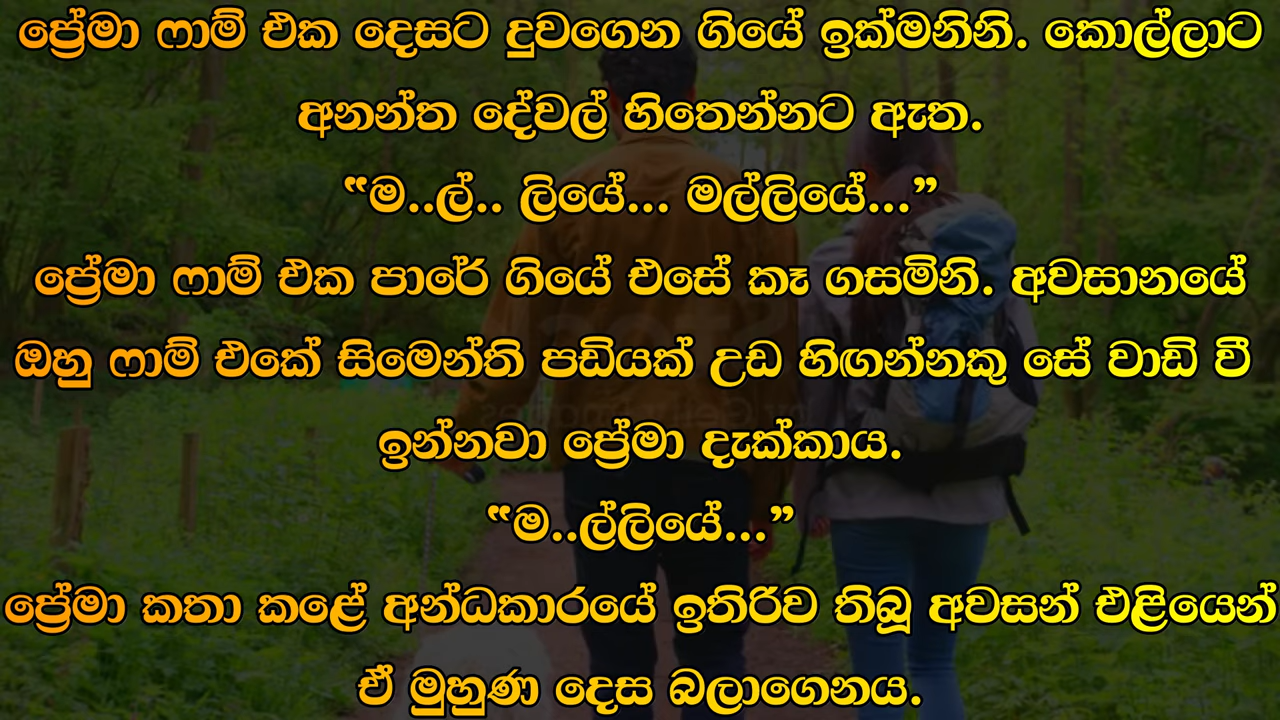 ප්‍රේමා ෆාම් එක දෙසට දුවගෙන ගියේ ඉක්මනිනි. කොල්ලාට
අනන්ත දේවල් හිතෙන්නට ඇත.
“ම..ල්.. ලියේ... මල්ලියේ...”
ප්‍රේමා ෆාම් එක පාරේ ගියේ එසේ කෑ ගසමිනි. අවසානයේ
ඔහු ෆාම් එකේ සිමෙන්ති පඩියක් උඩ හිඟන්නකු සේ වාඩි වී
ඉන්නවා ප්‍රේමා දැක්කාය.
“ම..ල්ලියේ...”
ප්‍රේමා කතා කළේ අන්ධකාරයේ ඉතිරිව තිබූ අවසන් එළියෙන්
ඒ මුහුණ දෙස බලාගෙනය.